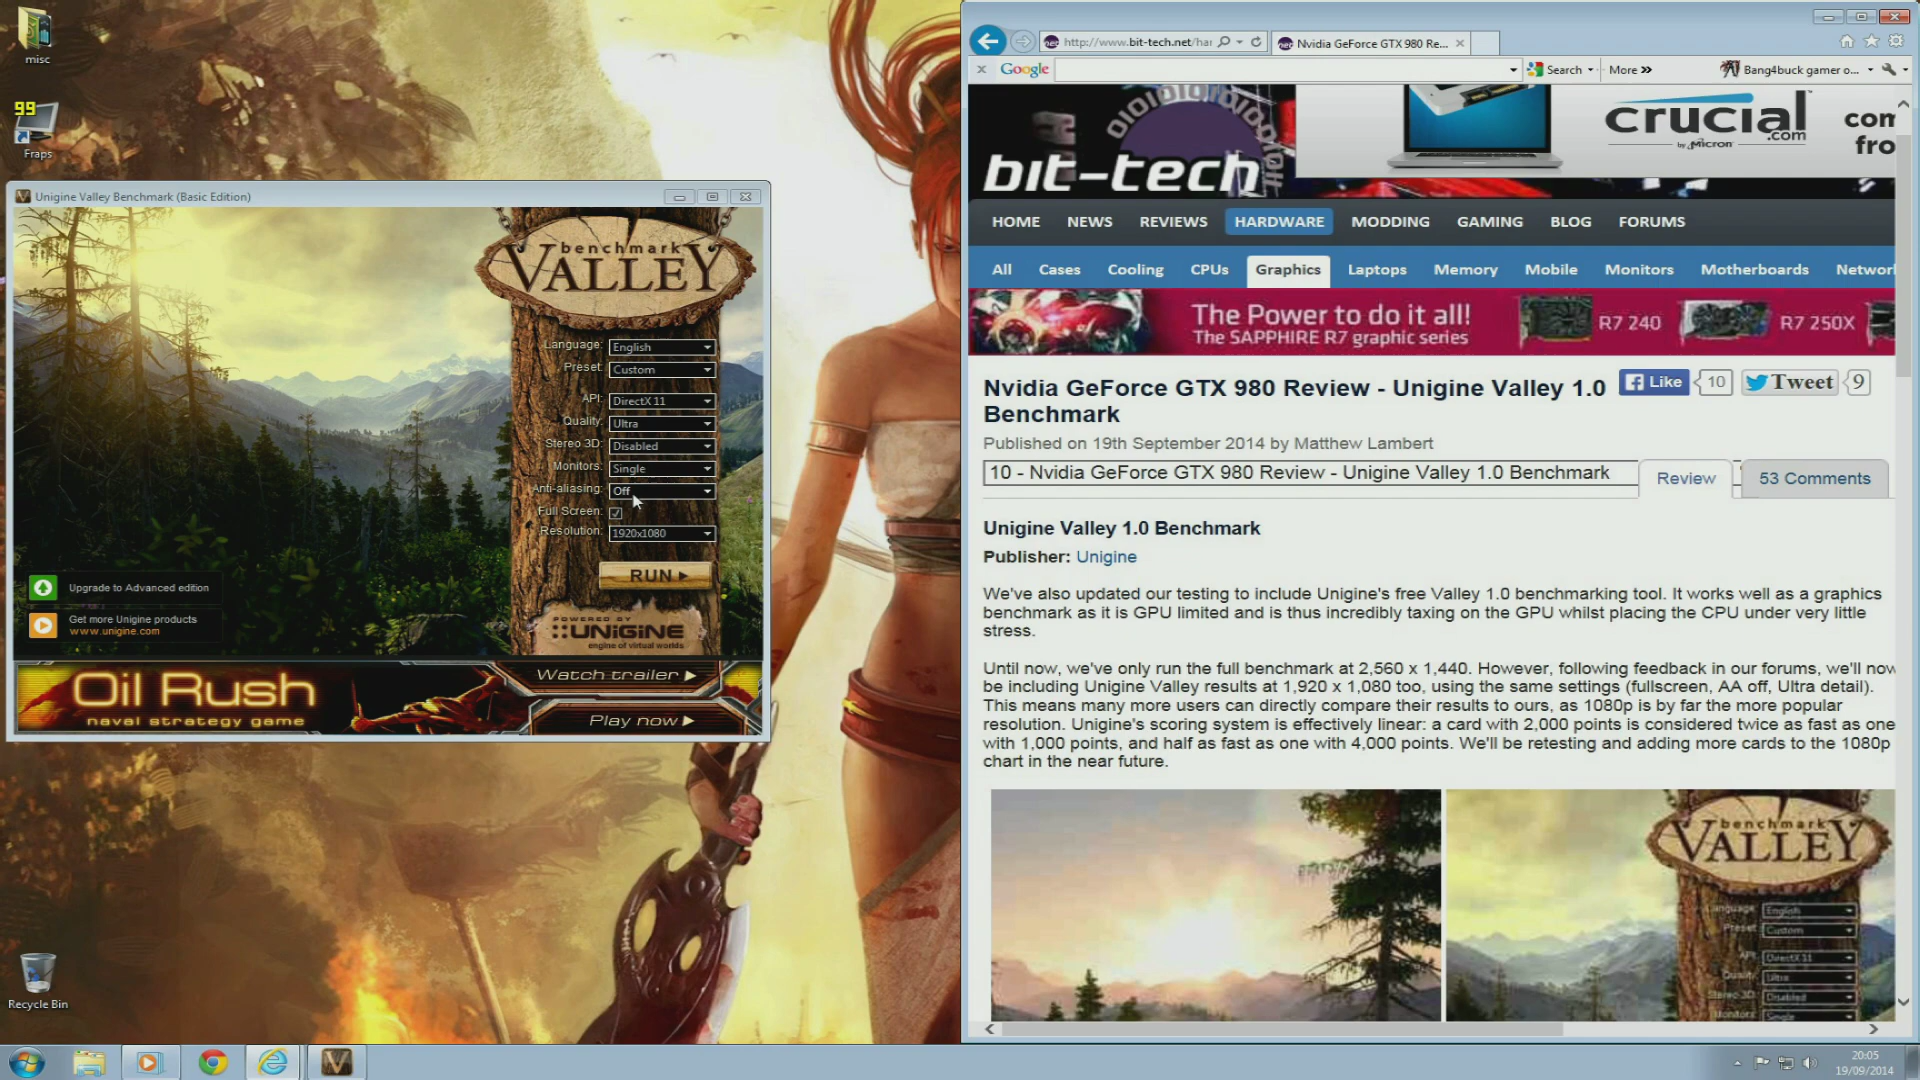 misc
99
Fraps
Unigine Valley Benchmark (Basic Edition)
benchmark
VALLEY
Language: English
Preset: Custom
API: DirectX 11
Quality: Ultra
Stereo 3D: Disabled
Monitors: Single
Anti-aliasing: Off
Full Screen:
Resolution: 1920x1080
RUN
Upgrade to Advanced edition
Get more Unigine products
www.unigine.com
POWERED BY
UNIGINE
engine of virtual worlds
Oil Rush
naval strategy game
Watch trailer
Play now
Recycle Bin
http://www.bit-tech.net/har
Nvidia GeForce GTX 980 Re...
Google
Search
More »
Bang4buck gamer o...
bit-tech
crucial
.com
by Micron
com
fro
HOME NEWS REVIEWS HARDWARE MODDING GAMING BLOG FORUMS
All Cases Cooling CPUs Graphics Laptops Memory Mobile Monitors Motherboards Networ
The Power to do it all!
The SAPPHIRE R7 graphic series
R7 240
R7 250X
Nvidia GeForce GTX 980 Review - Unigine Valley 1.0
Benchmark
Like 10
Tweet 9
Published on 19th September 2014 by Matthew Lambert
10 - Nvidia GeForce GTX 980 Review - Unigine Valley 1.0 Benchmark
Review
53 Comments
Unigine Valley 1.0 Benchmark
Publisher: Unigine
We've also updated our testing to include Unigine's free Valley 1.0 benchmarking tool. It works well as a graphics
benchmark as it is GPU limited and is thus incredibly taxing on the GPU whilst placing the CPU under very little
stress.
Until now, we've only run the full benchmark at 2,560 x 1,440. However, following feedback in our forums, we'll now
be including Unigine Valley results at 1,920 x 1,080 too, using the same settings (fullscreen, AA off, Ultra detail).
This means many more users can directly compare their results to ours, as 1080p is by far the more popular
resolution. Unigine's scoring system is effectively linear: a card with 2,000 points is considered twice as fast as one
with 1,000 points, and half as fast as one with 4,000 points. We'll be retesting and adding more cards to the 1080p
chart in the near future.
benchmark
VALLEY
Language: English
Preset: Custom
API: DirectX 11
Quality: Ultra
Stereo 3D: Disabled
Monitors: Single
20:05
19/09/2014